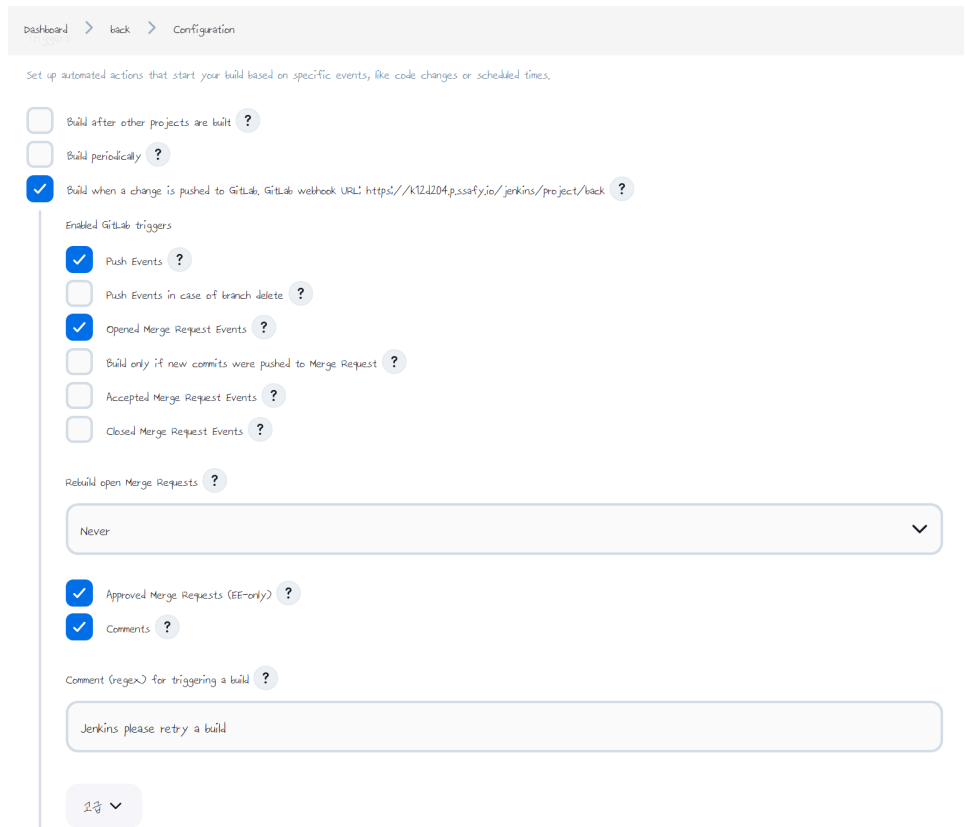 Dashboard > back > Configuration
Set up automated actions that start your build based on specific events, like code changes or scheduled times.
Build after other projects are built ?
Build periodically ?
Build when a change is pushed to GitLab. GitLab webhook URL: https://k12d204.p.ssafy.io/jenkins/project/back ?
Enabled GitLab triggers
Push Events ?
Push Events in case of branch delete ?
Opened Merge Request Events ?
Build only if new commits were pushed to Merge Request ?
Accepted Merge Request Events ?
Closed Merge Request Events ?
Rebuild open Merge Requests ?
Never
Approved Merge Requests (EE-only) ?
Comments ?
Comment (regex) for triggering a build ?
Jenkins please retry a build
고급